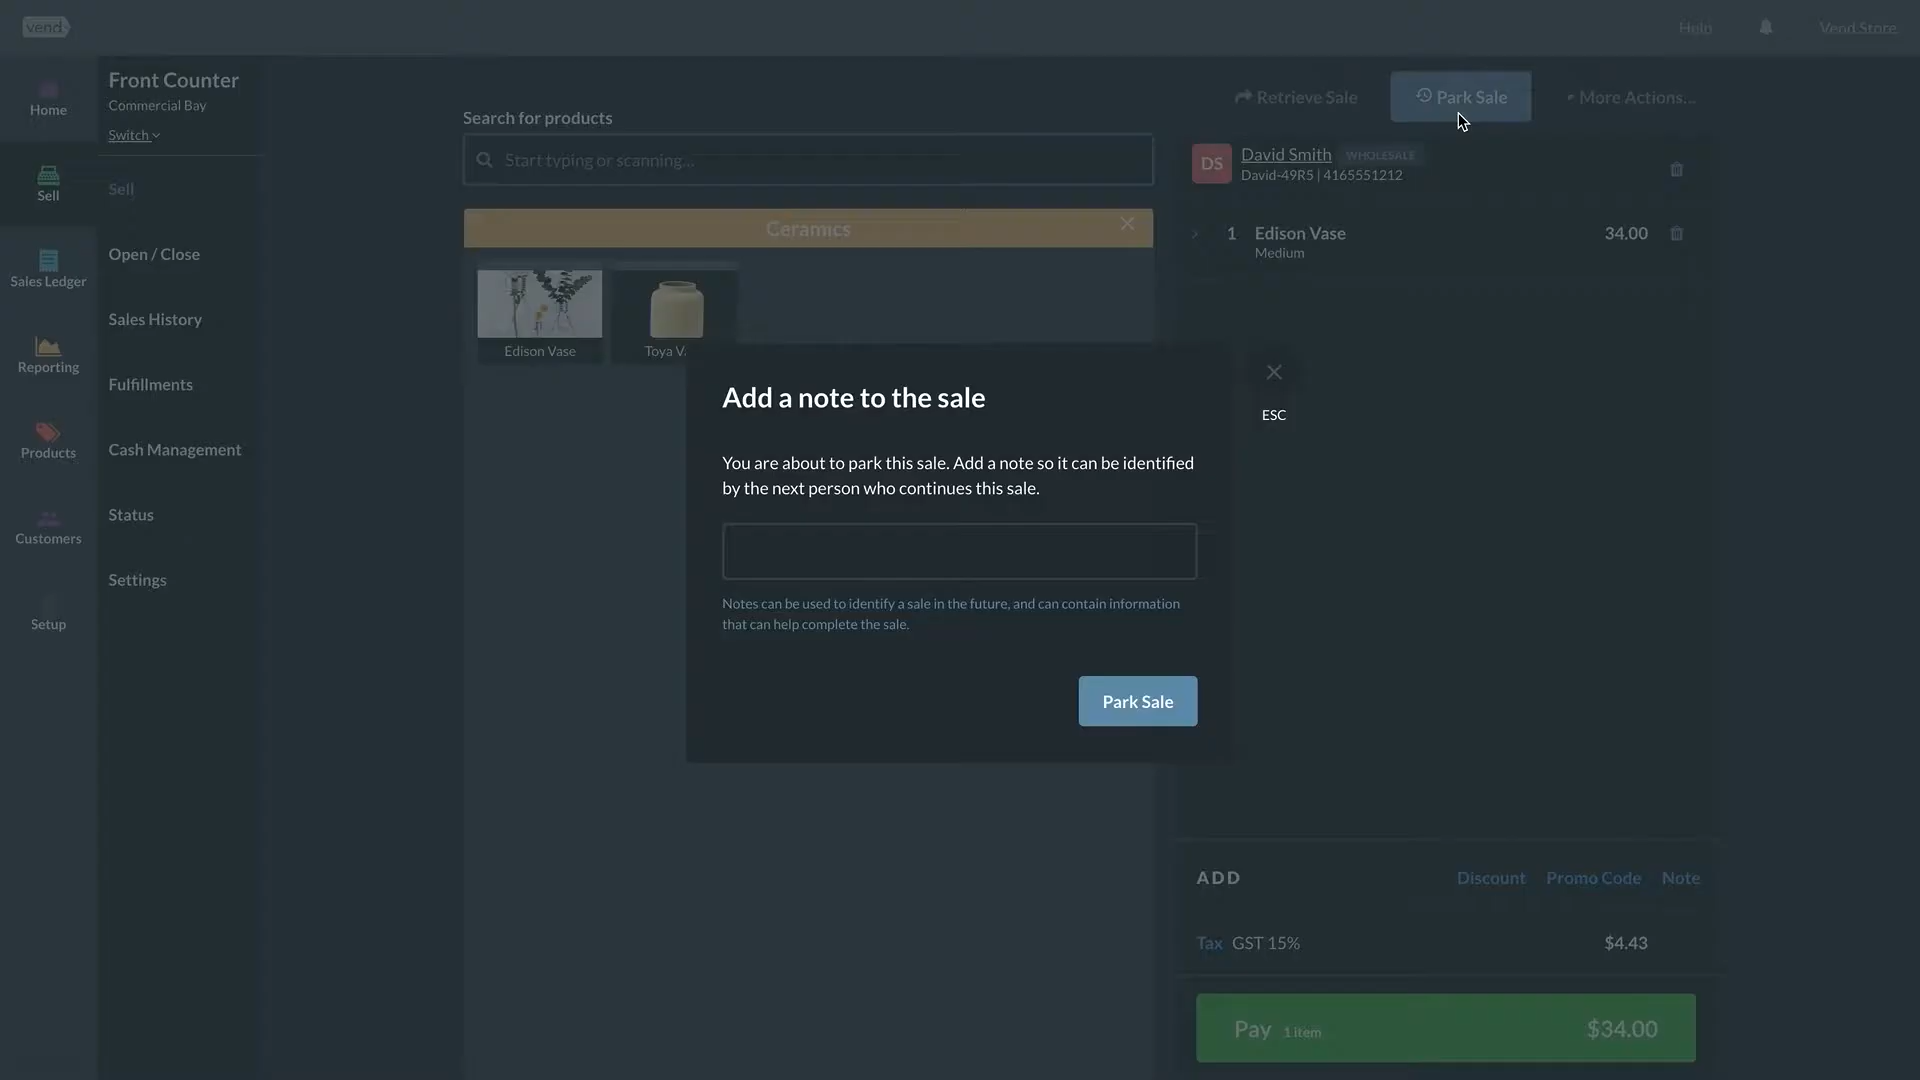 vend
Help
Vend Store
Home
Sell
Sales Ledger
Reporting
Products
Customers
Setup
Front Counter
Commercial Bay
Switch
Sell
Open / Close
Sales History
Fulfillments
Cash Management
Status
Settings
Search for products
Start typing or scanning...
Ceramics
Edison Vase
Toya V.
Retrieve Sale
Park Sale
More Actions...
DS
David Smith WHOLESALE
David-49R5 | 4165551212
1 Edison Vase 34.00
Medium
Add a note to the sale
ESC
You are about to park this sale. Add a note so it can be identified
by the next person who continues this sale.
Notes can be used to identify a sale in the future, and can contain information
that can help complete the sale.
Park Sale
ADD Discount Promo Code Note
Tax GST 15% $4.43
Pay 1 item $34.00